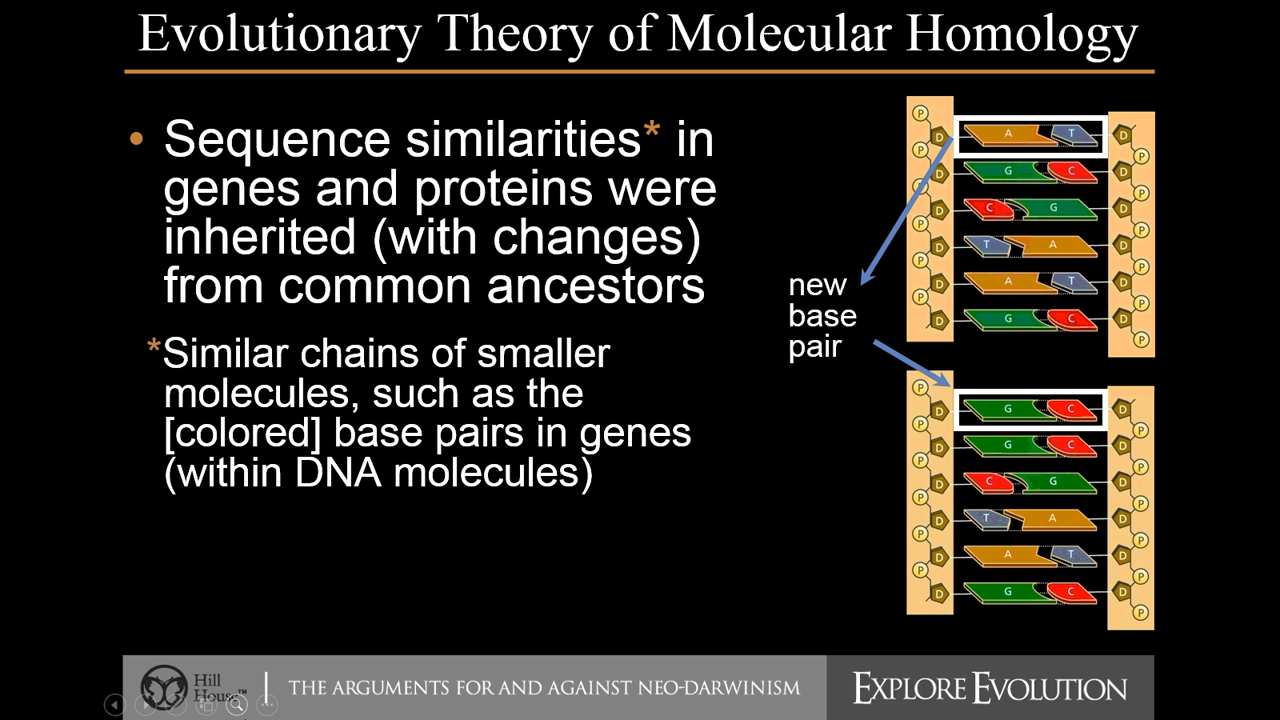 Evolutionary Theory of Molecular Homology
• Sequence similarities* in
genes and proteins were
inherited (with changes)
from common ancestors
*Similar chains of smaller
molecules, such as the
[colored] base pairs in genes
(within DNA molecules)
new
base
pair
P
D A T D
P P
G C
P D D
P
D C G D
P P
D T A D
P P
D A T D
P P
D G C D
P
P
D G C D
P P
D G C D
P P
D C G D
P P
D T A D
P P
D A T D
P P
D G C D
P
Hill
House™
THE ARGUMENTS FOR AND AGAINST NEO-DARWINISM
EXPLORE EVOLUTION